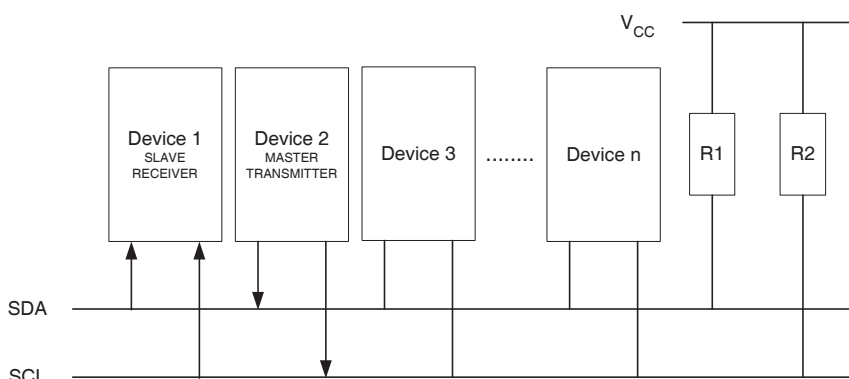 V_CC
Device 1
SLAVE
RECEIVER
Device 2
MASTER
TRANSMITTER
Device 3
........
Device n
R1
R2
SDA
SCL